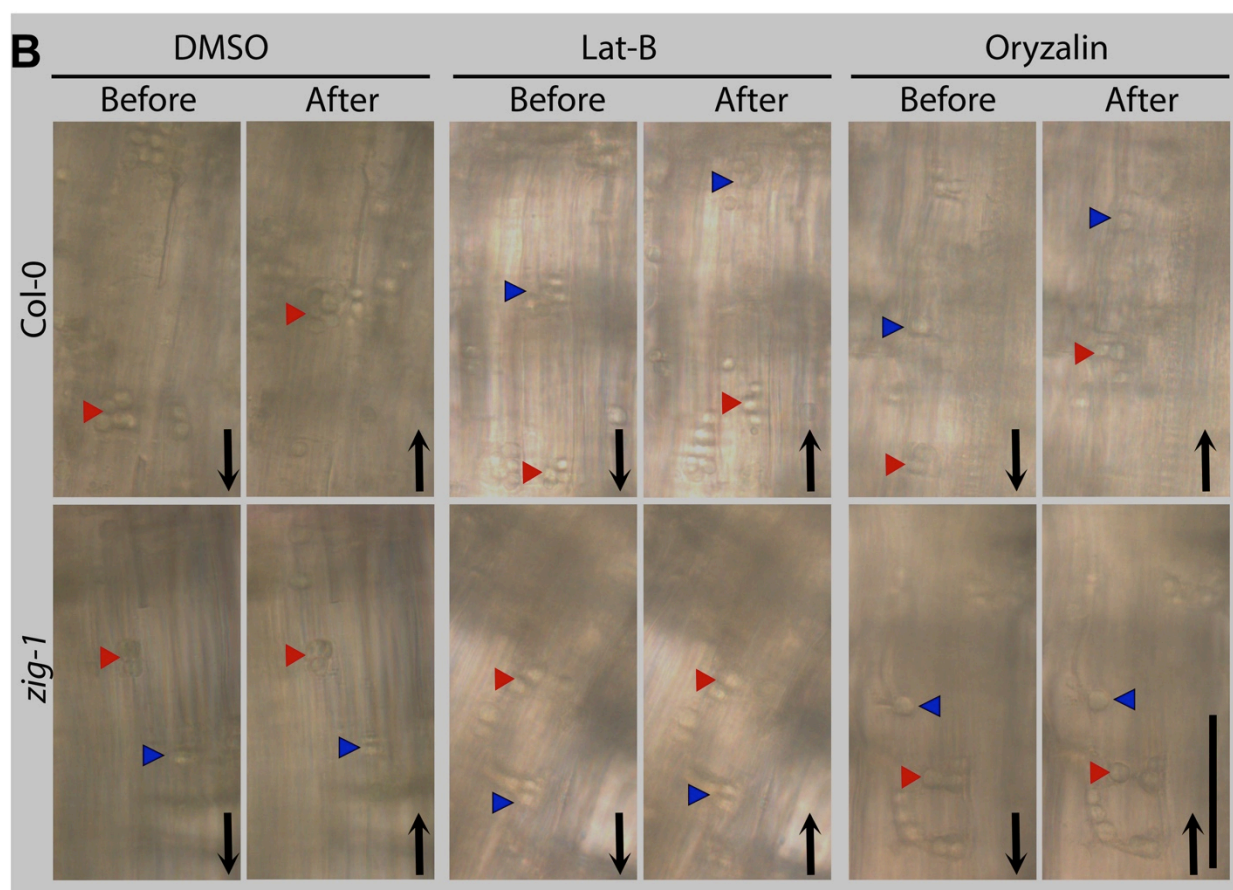 B
DMSO Lat-B Oryzalin
Before After Before After Before After
Col-0
zig-1